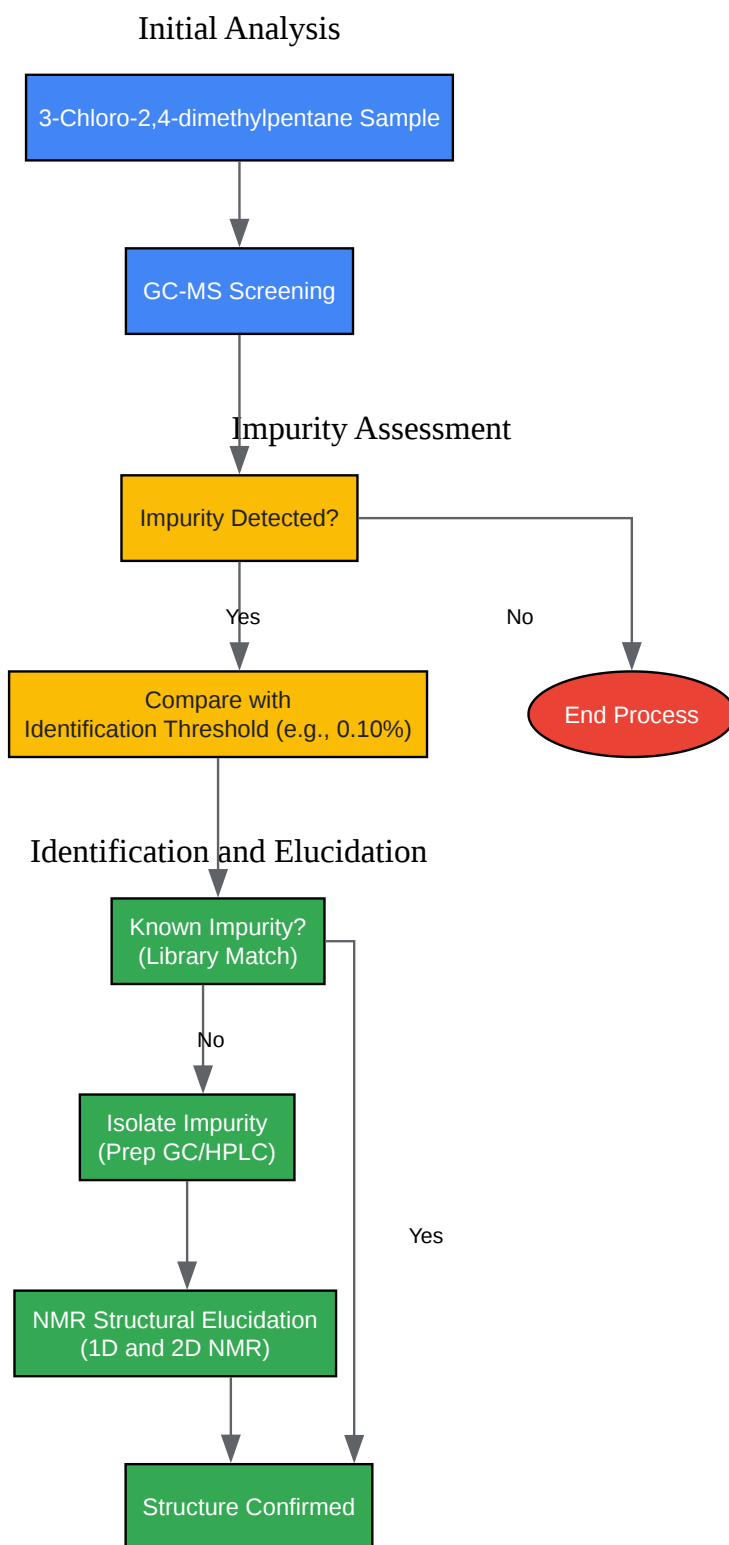 Initial Analysis
3-Chloro-2,4-dimethylpentane Sample
GC-MS Screening
Impurity Assessment
Impurity Detected?
Yes
No
Compare with
Identification Threshold (e.g., 0.10%)
End Process
Identification and Elucidation
Known Impurity?
(Library Match)
No
Isolate Impurity
(Prep GC/HPLC)
Yes
NMR Structural Elucidation
(1D and 2D NMR)
Structure Confirmed